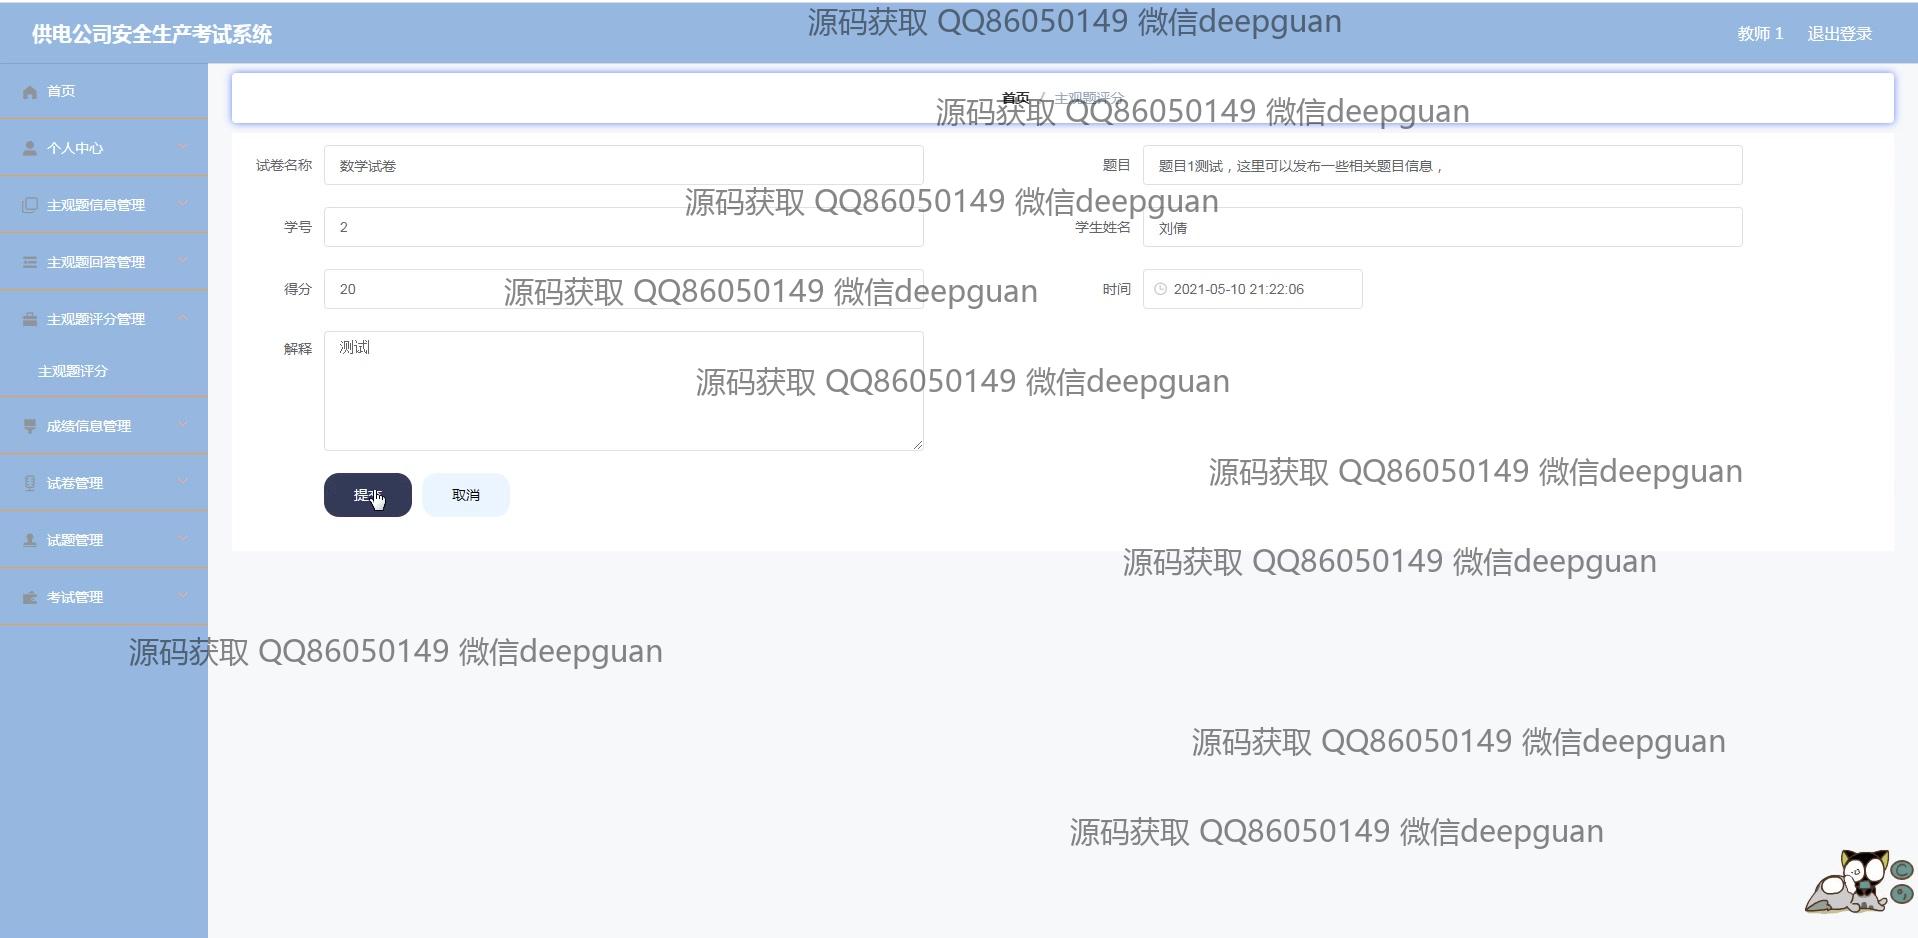 源码获取 QQ86050149 微信deepguan
供电公司安全生产考试系统
教师 1 退出登录
首页
个人中心
主观题信息管理
主观题回答管理
主观题评分管理
主观题评分
成绩信息管理
试卷管理
试题管理
考试管理
首页 / 主观题评分
源码获取 QQ86050149 微信deepguan
试卷名称 数学试卷
题目 题目1测试，这里可以发布一些相关题目信息，
源码获取 QQ86050149 微信deepguan
学号 2
学生姓名 刘倩
得分 20
源码获取 QQ86050149 微信deepguan
时间 2021-05-10 21:22:06
解释 测试
源码获取 QQ86050149 微信deepguan
源码获取 QQ86050149 微信deepguan
提交 取消
源码获取 QQ86050149 微信deepguan
源码获取 QQ86050149 微信deepguan
源码获取 QQ86050149 微信deepguan
源码获取 QQ86050149 微信deepguan